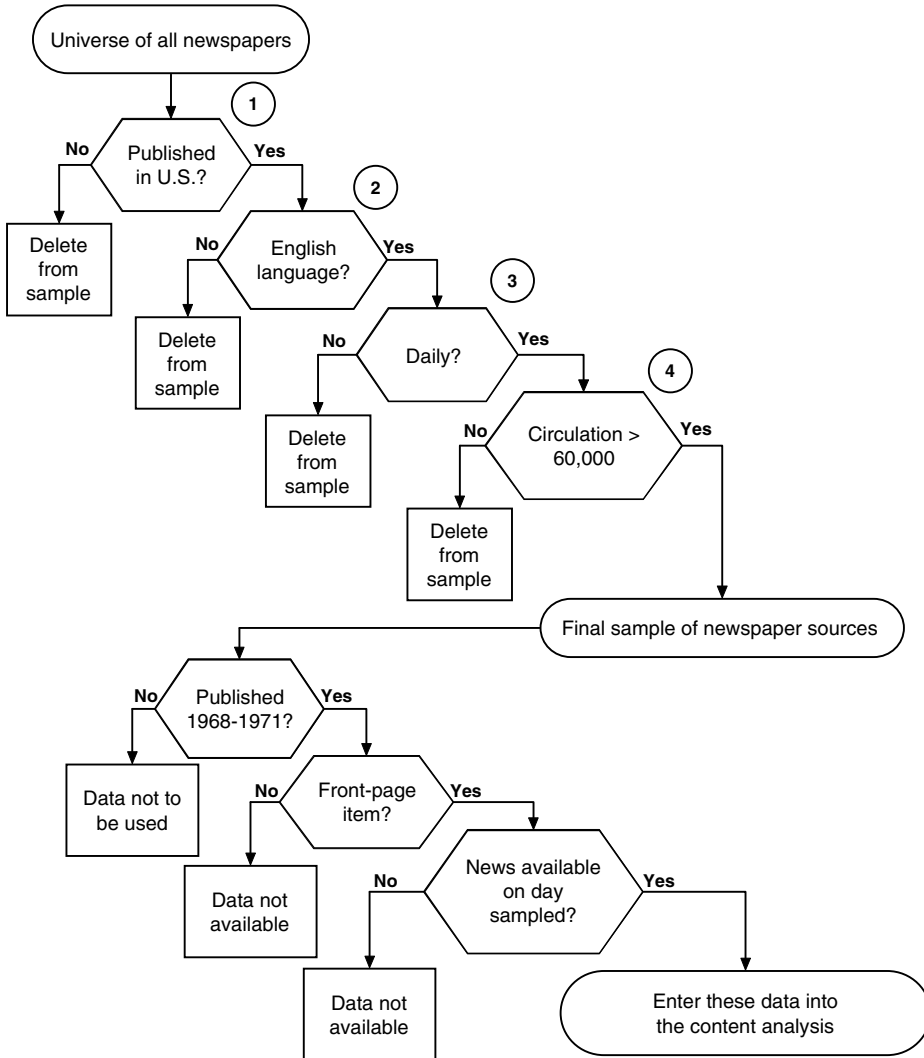 Universe of all newspapers
1
No
Published
in U.S.?
Yes
2
Delete
from
sample
No
English
language?
Yes
3
Delete
from
sample
No
Daily?
Yes
4
Delete
from
sample
No
Circulation >
60,000
Yes
Delete
from
sample
Final sample of newspaper sources
No
Published
1968-1971?
Yes
Data not to
be used
No
Front-page
item?
Yes
Data not
available
No
News available
on day
sampled?
Yes
Data not
available
Enter these data into
the content analysis